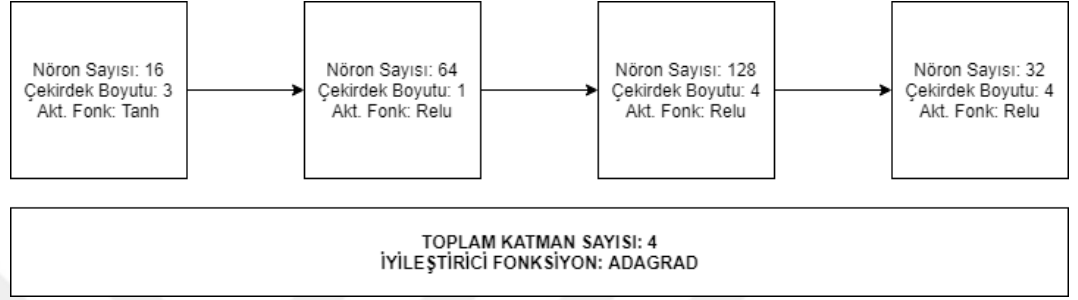 Nöron Sayısı: 16
Çekirdek Boyutu: 3
Akt. Fonk: Tanh
Nöron Sayısı: 64
Çekirdek Boyutu: 1
Akt. Fonk: Relu
Nöron Sayısı: 128
Çekirdek Boyutu: 4
Akt. Fonk: Relu
Nöron Sayısı: 32
Çekirdek Boyutu: 4
Akt. Fonk: Relu
TOPLAM KATMAN SAYISI: 4
İYİLEŞTİRİCİ FONKSİYON: ADAGRAD